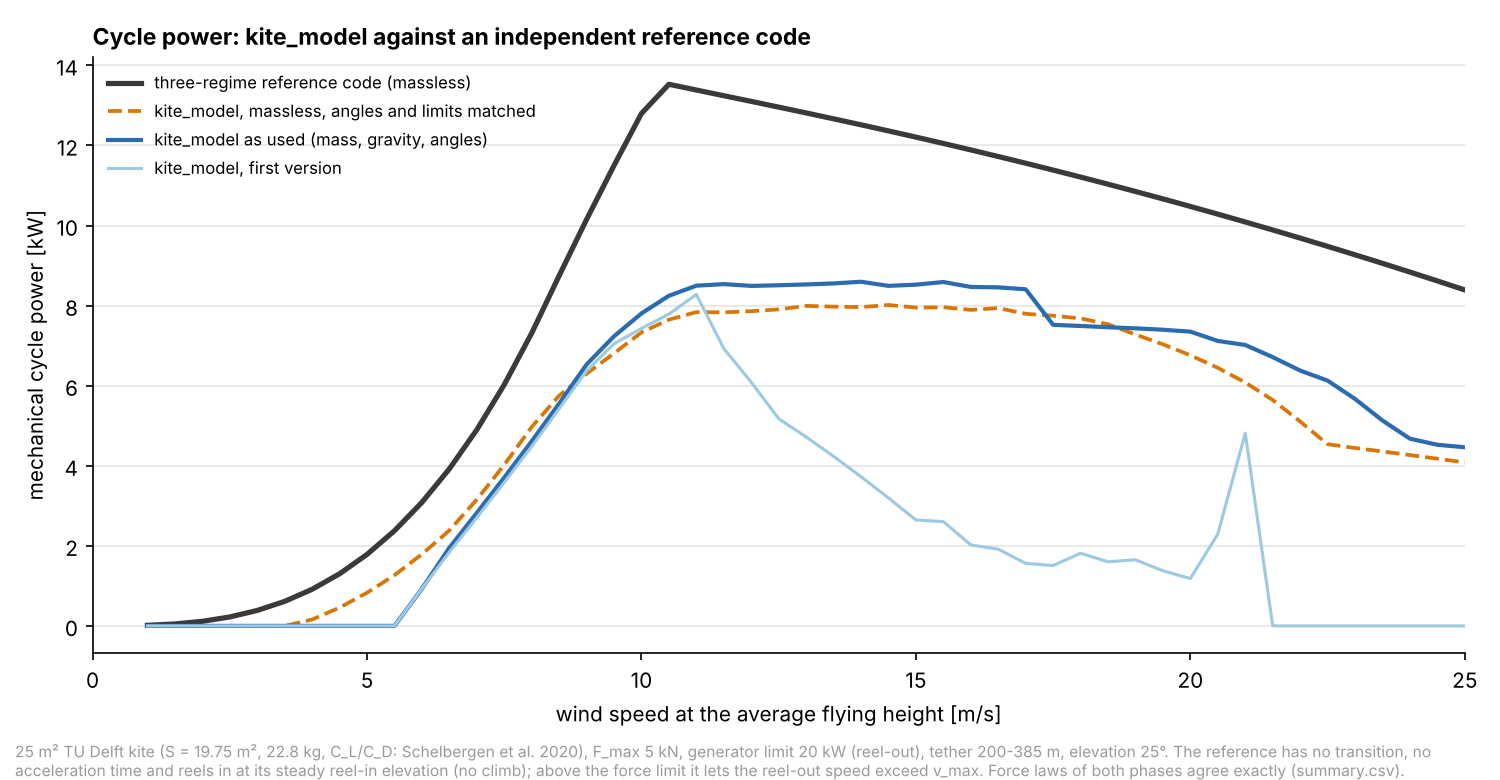 Cycle power: kite_model against an independent reference code
three-regime reference code (massless)
kite_model, massless, angles and limits matched
kite_model as used (mass, gravity, angles)
kite_model, first version
mechanical cycle power [kW]
14
12
10
8
6
4
2
0
0 5 10 15 20 25
wind speed at the average flying height [m/s]
25 m² TU Delft kite (S = 19.75 m², 22.8 kg, C_L/C_D: Schelbergen et al. 2020), F_max 5 kN, generator limit 20 kW (reel-out), tether 200-385 m, elevation 25°. The reference has no transition, no
acceleration time and reels in at its steady reel-in elevation (no climb); above the force limit it lets the reel-out speed exceed v_max. Force laws of both phases agree exactly (summary.csv).